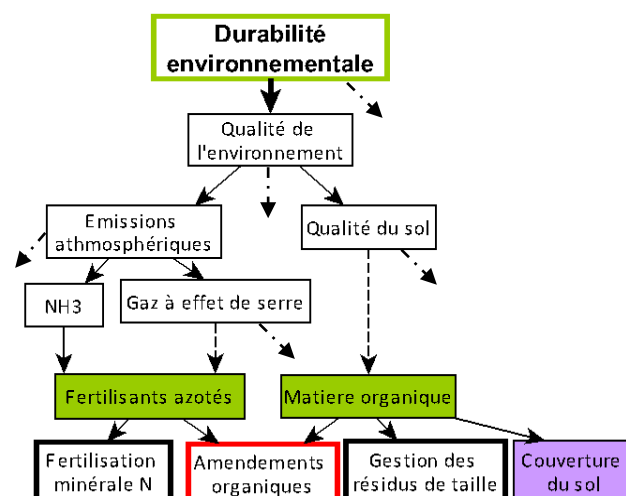 Durabilité
environnementale
Qualité de
l'environnement
Emissions
athmosphériques
Qualité du sol
NH3
Gaz à effet de serre
Fertilisants azotés
Matiere organique
Fertilisation
minérale N
Amendements
organiques
Gestion des
résidus de taille
Couverture
du sol